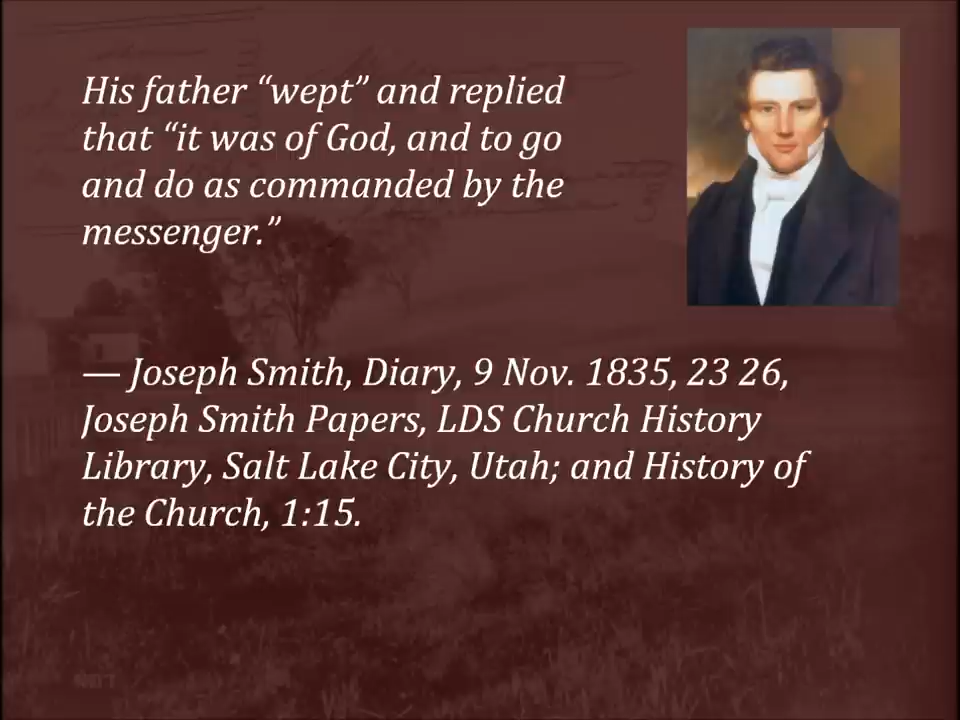 His father “wept” and replied
that “it was of God, and to go
and do as commanded by the
messenger.”
— Joseph Smith, Diary, 9 Nov. 1835, 23 26,
Joseph Smith Papers, LDS Church History
Library, Salt Lake City, Utah; and History of
the Church, 1:15.